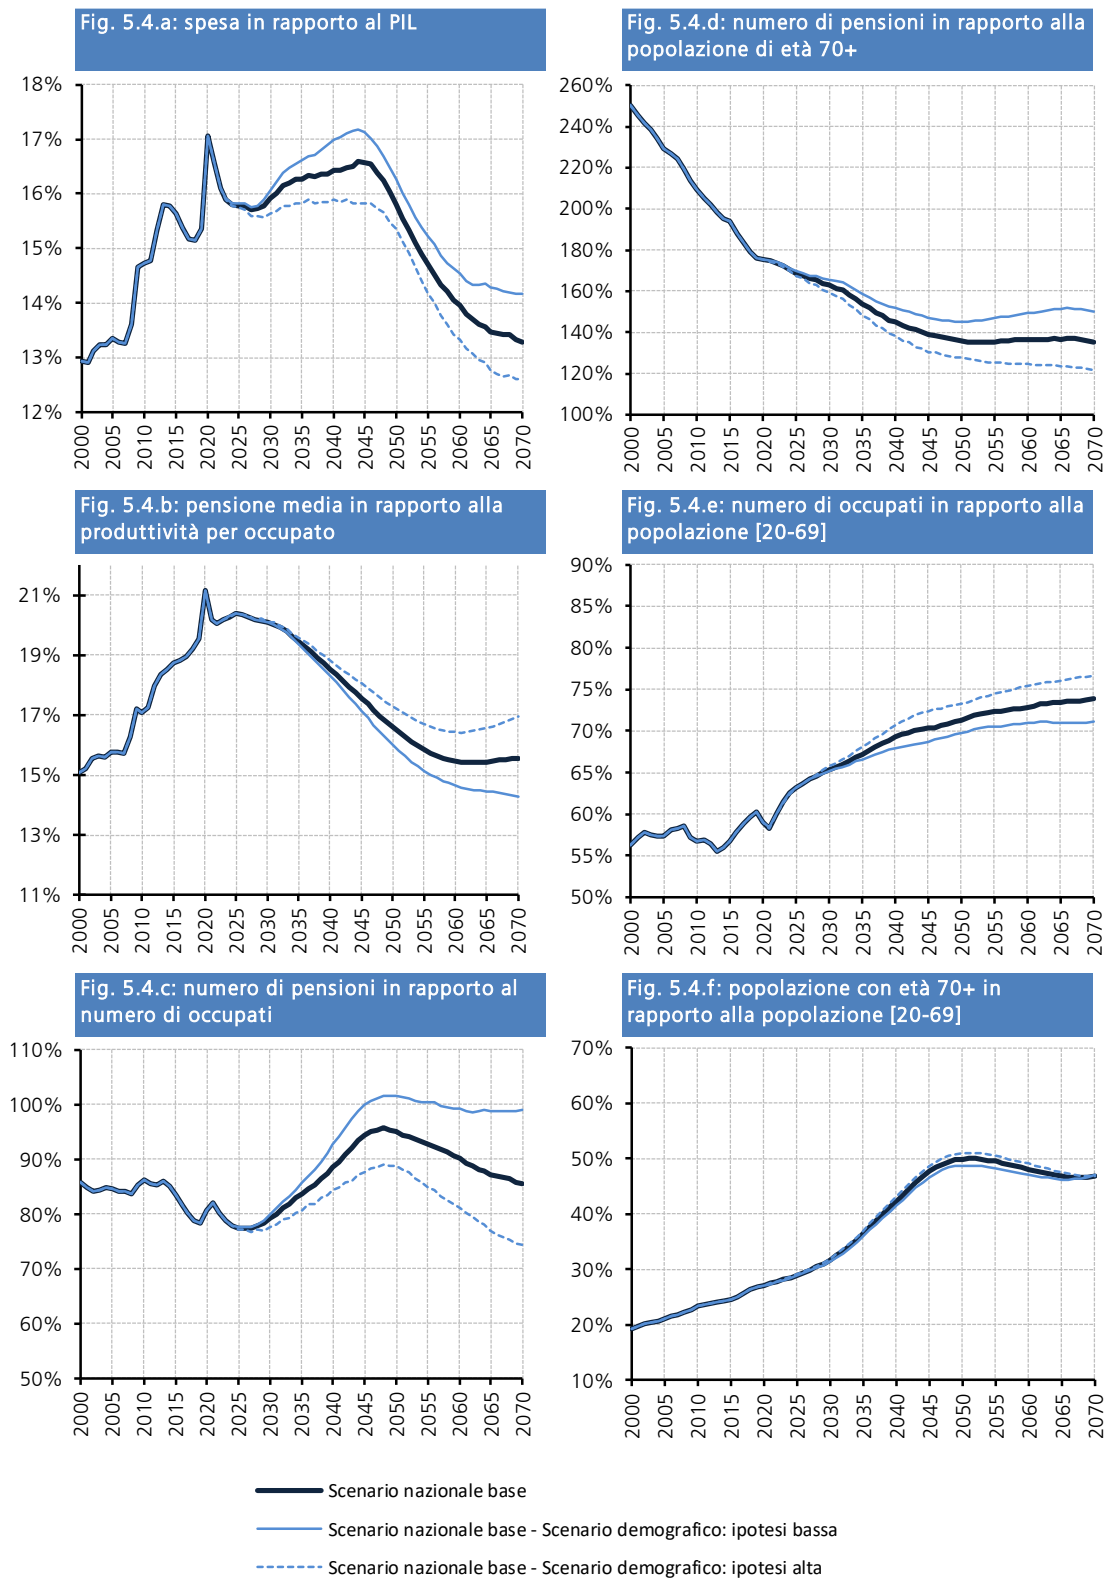 Fig. 5.4.a: spesa in rapporto al PIL
18%
17%
16%
15%
14%
13%
12%
2000 2005 2010 2015 2020 2025 2030 2035 2040 2045 2050 2055 2060 2065 2070
Fig. 5.4.d: numero di pensioni in rapporto alla
popolazione di età 70+
260%
240%
220%
200%
180%
160%
140%
120%
100%
2000 2005 2010 2015 2020 2025 2030 2035 2040 2045 2050 2055 2060 2065 2070
Fig. 5.4.b: pensione media in rapporto alla
produttività per occupato
21%
19%
17%
15%
13%
11%
2000 2005 2010 2015 2020 2025 2030 2035 2040 2045 2050 2055 2060 2065 2070
Fig. 5.4.e: numero di occupati in rapporto alla
popolazione [20-69]
90%
85%
80%
75%
70%
65%
60%
55%
50%
2000 2005 2010 2015 2020 2025 2030 2035 2040 2045 2050 2055 2060 2065 2070
Fig. 5.4.c: numero di pensioni in rapporto al
numero di occupati
110%
100%
90%
80%
70%
60%
50%
2000 2005 2010 2015 2020 2025 2030 2035 2040 2045 2050 2055 2060 2065 2070
Fig. 5.4.f: popolazione con età 70+ in
rapporto alla popolazione [20-69]
70%
60%
50%
40%
30%
20%
10%
2000 2005 2010 2015 2020 2025 2030 2035 2040 2045 2050 2055 2060 2065 2070
Scenario nazionale base
Scenario nazionale base - Scenario demografico: ipotesi bassa
Scenario nazionale base - Scenario demografico: ipotesi alta